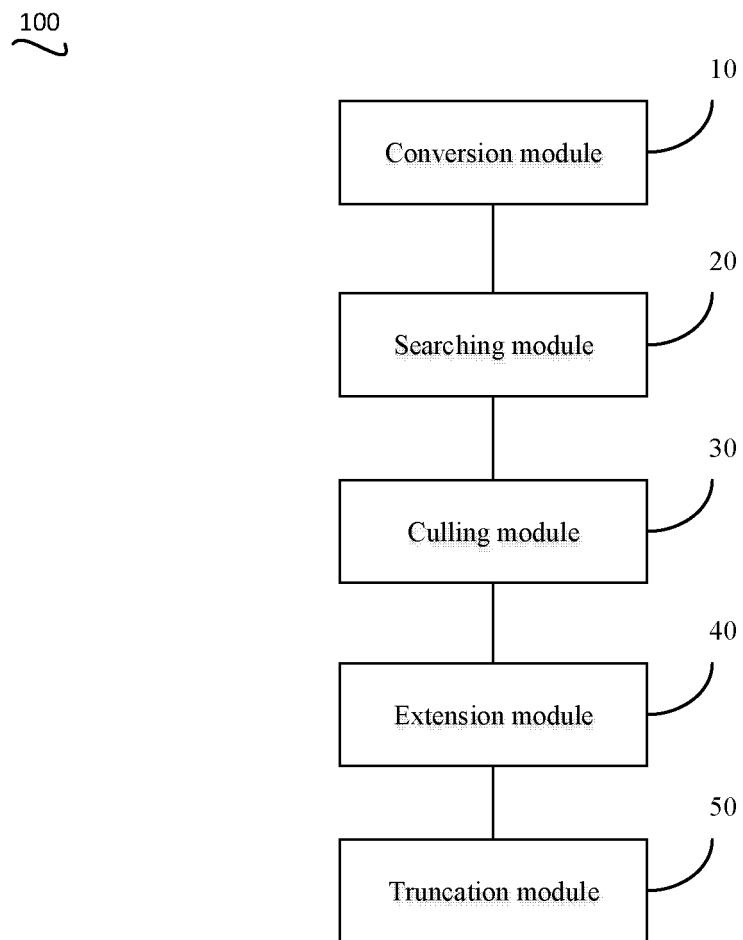 100
10
Conversion module
20
Searching module
30
Culling module
40
Extension module
50
Truncation module